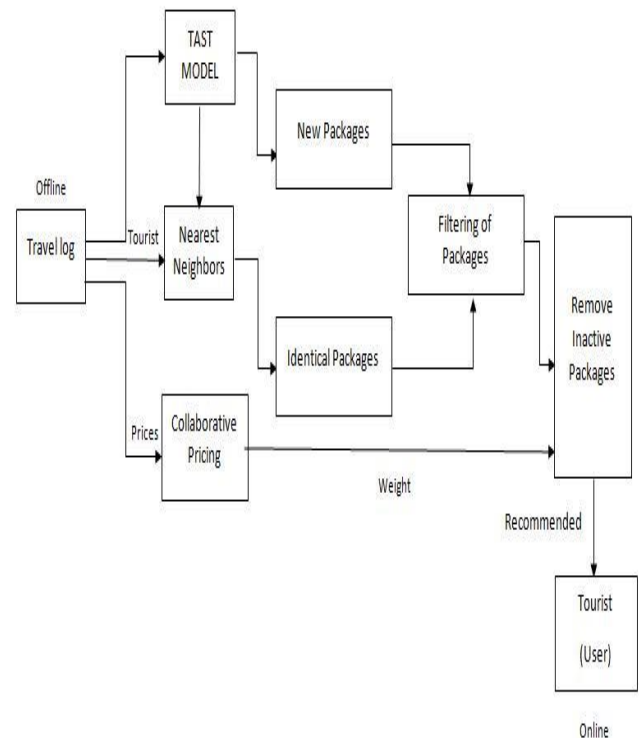 TAST
MODEL
New Packages
Offline
Travel log
Tourist
Nearest
Neighbors
Filtering of
Packages
Remove
Inactive
Packages
Identical Packages
Prices
Collaborative
Pricing
Weight
Recommended
Tourist
(User)
Online